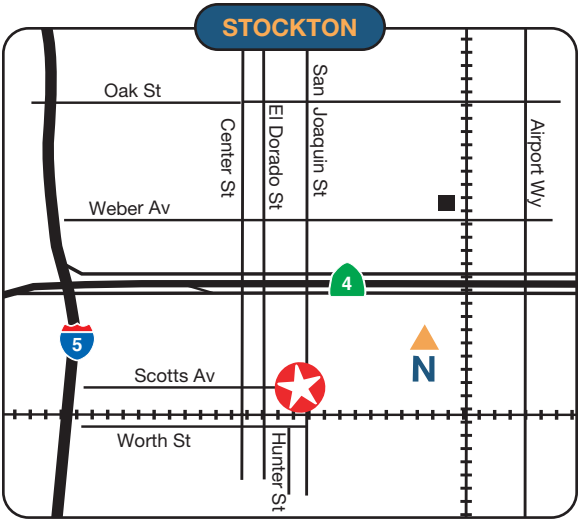 STOCKTON
Oak St
San Joaquin St
El Dorado St
Center St
Airport Wy
Weber Av
4
5
N
Scotts Av
Worth St
Hunter St